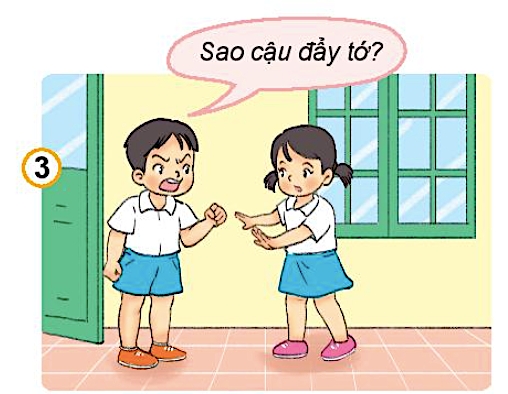 Sao cậu đẩy tớ?
3